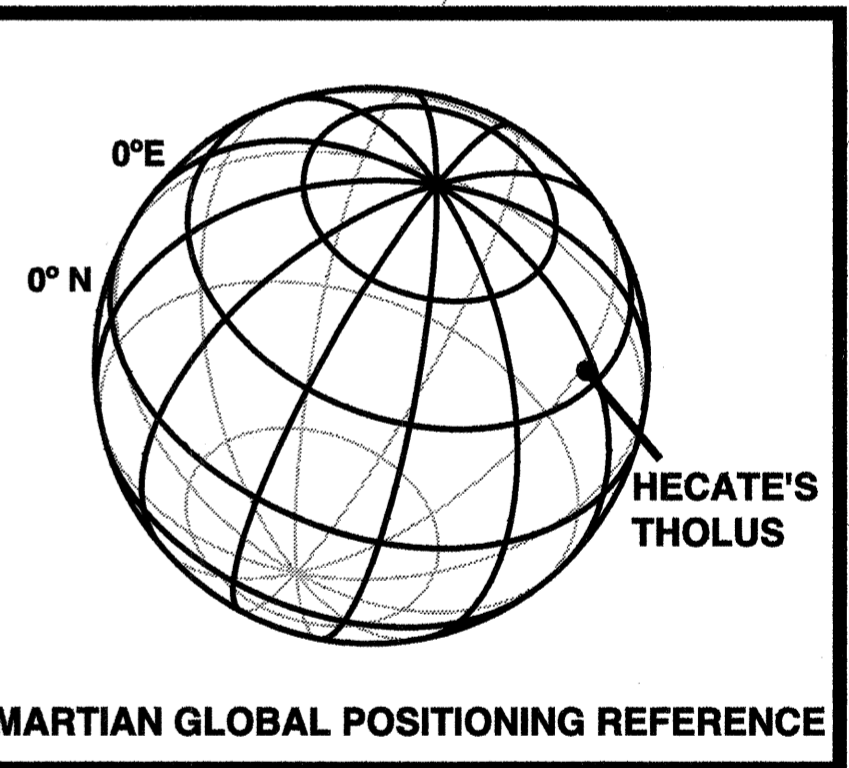 0°E
0° N
HECATE'S
THOLUS
MARTIAN GLOBAL POSITIONING REFERENCE